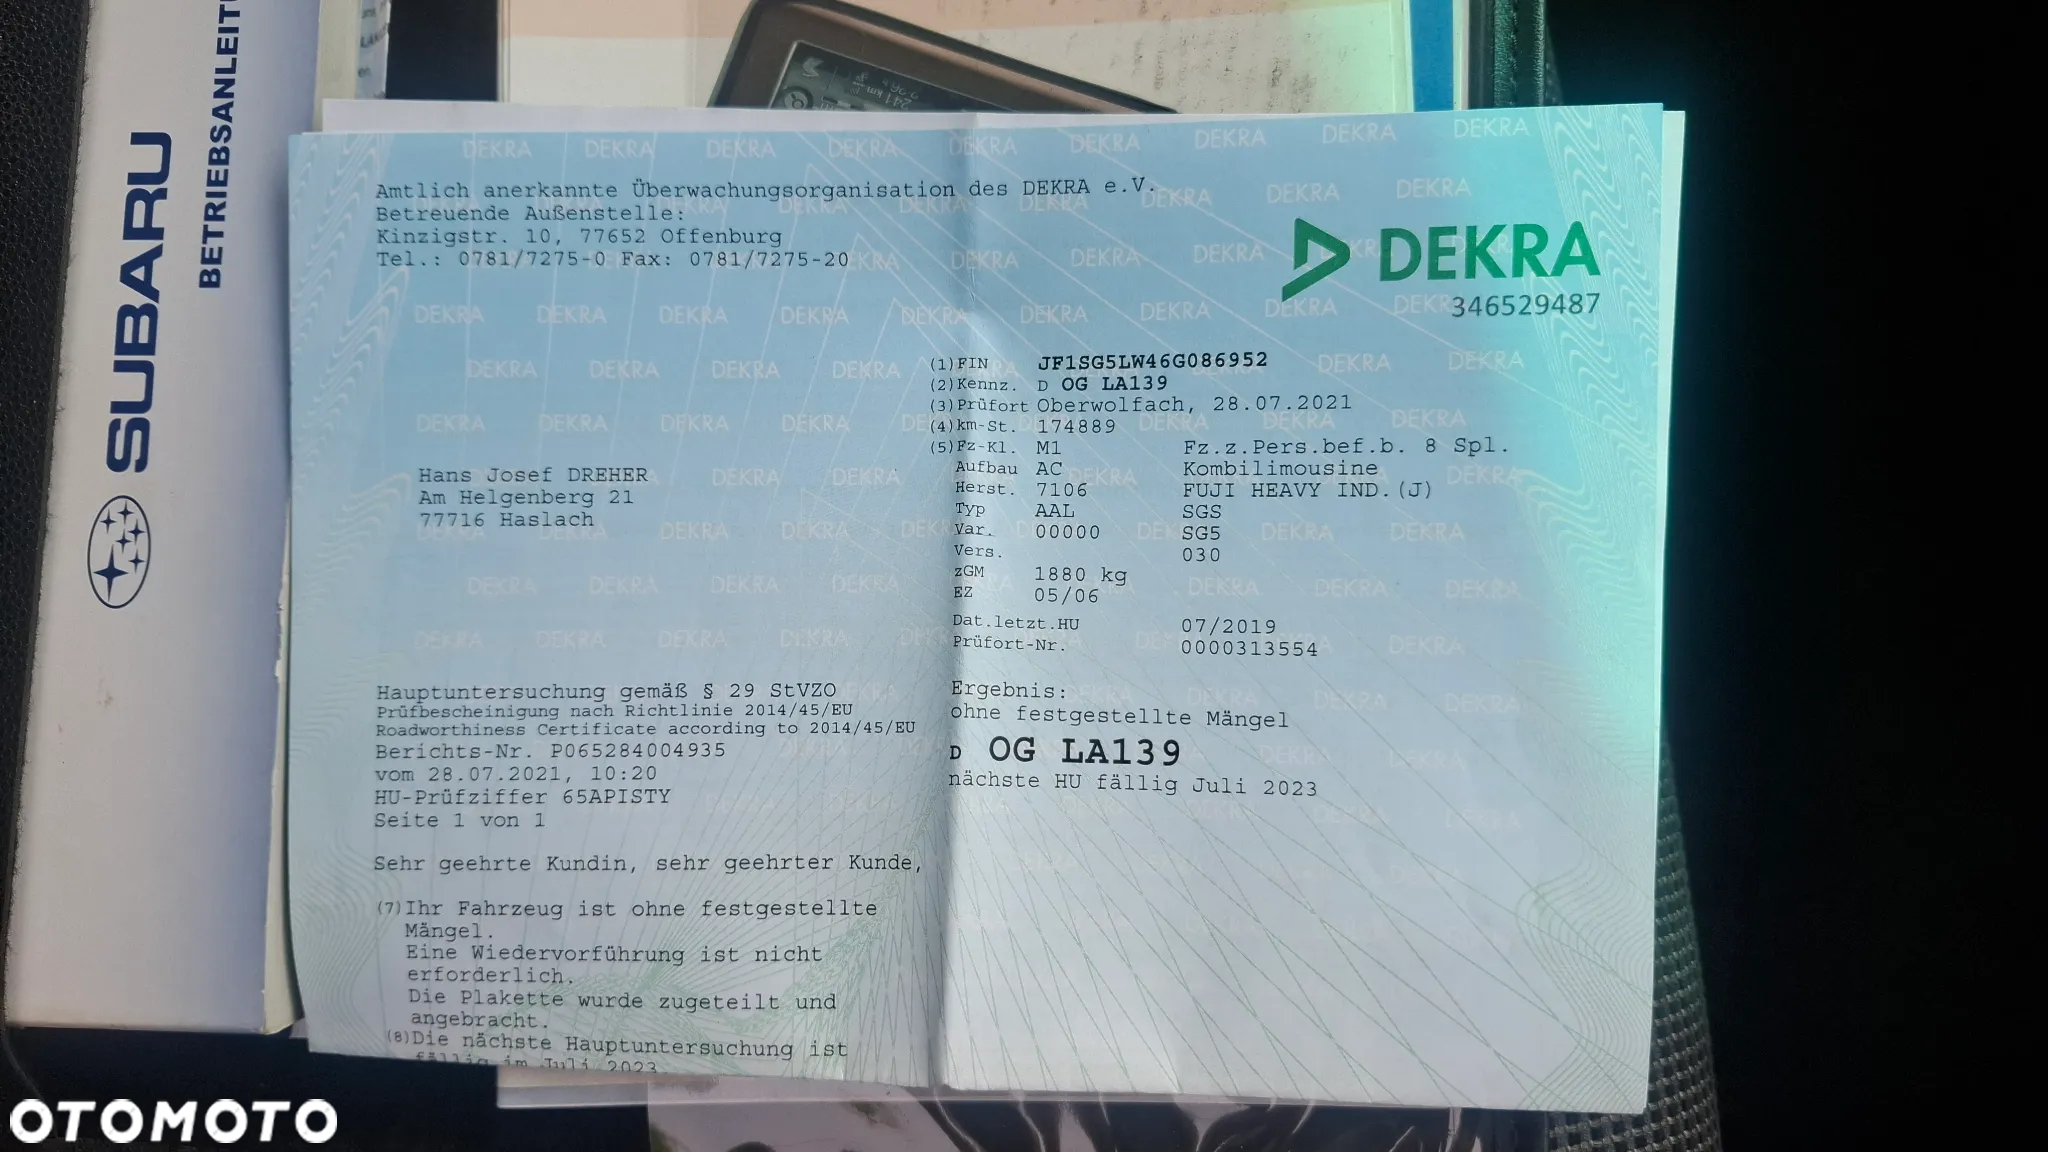 SUBARU
BETRIEBSANLEIT
241 km
Amtlich anerkannte Überwachungsorganisation des DEKRA e.V.
Betreuende Außenstelle:
Kinzigstr. 10, 77652 Offenburg
Tel.: 0781/7275-0 Fax: 0781/7275-20
DEKRA
346529487
(1) FIN JF1SG5LW46G086952
(2) Kennz. D OG LA139
(3) Prüfort Oberwolfach, 28.07.2021
(4) km-St. 174889
(5) Fz-Kl. M1 Fz.z.Pers.bef.b. 8 Spl.
Aufbau AC Kombilimousine
Herst. 7106 FUJI HEAVY IND.(J)
Typ AAL SGS
Var. 00000 SG5
Vers. 030
zGM 1880 kg
EZ 05/06
Dat.letzt.HU 07/2019
Prüfort-Nr. 0000313554
Hans Josef DREHER
Am Helgenberg 21
77716 Haslach
Hauptuntersuchung gemäß § 29 StVZO
Prüfbescheinigung nach Richtlinie 2014/45/EU
Roadworthiness Certificate according to 2014/45/EU
Berichts-Nr. P065284004935
vom 28.07.2021, 10:20
HU-Prüfziffer 65APISTY
Seite 1 von 1
Ergebnis:
ohne festgestellte Mängel
D OG LA139
nächste HU fällig Juli 2023
Sehr geehrte Kundin, sehr geehrter Kunde,
(7) Ihr Fahrzeug ist ohne festgestellte
Mängel.
Eine Wiedervorführung ist nicht
erforderlich.
Die Plakette wurde zugeteilt und
angebracht.
(8) Die nächste Hauptuntersuchung ist
fällig im Juli 2023
OTOMOTO